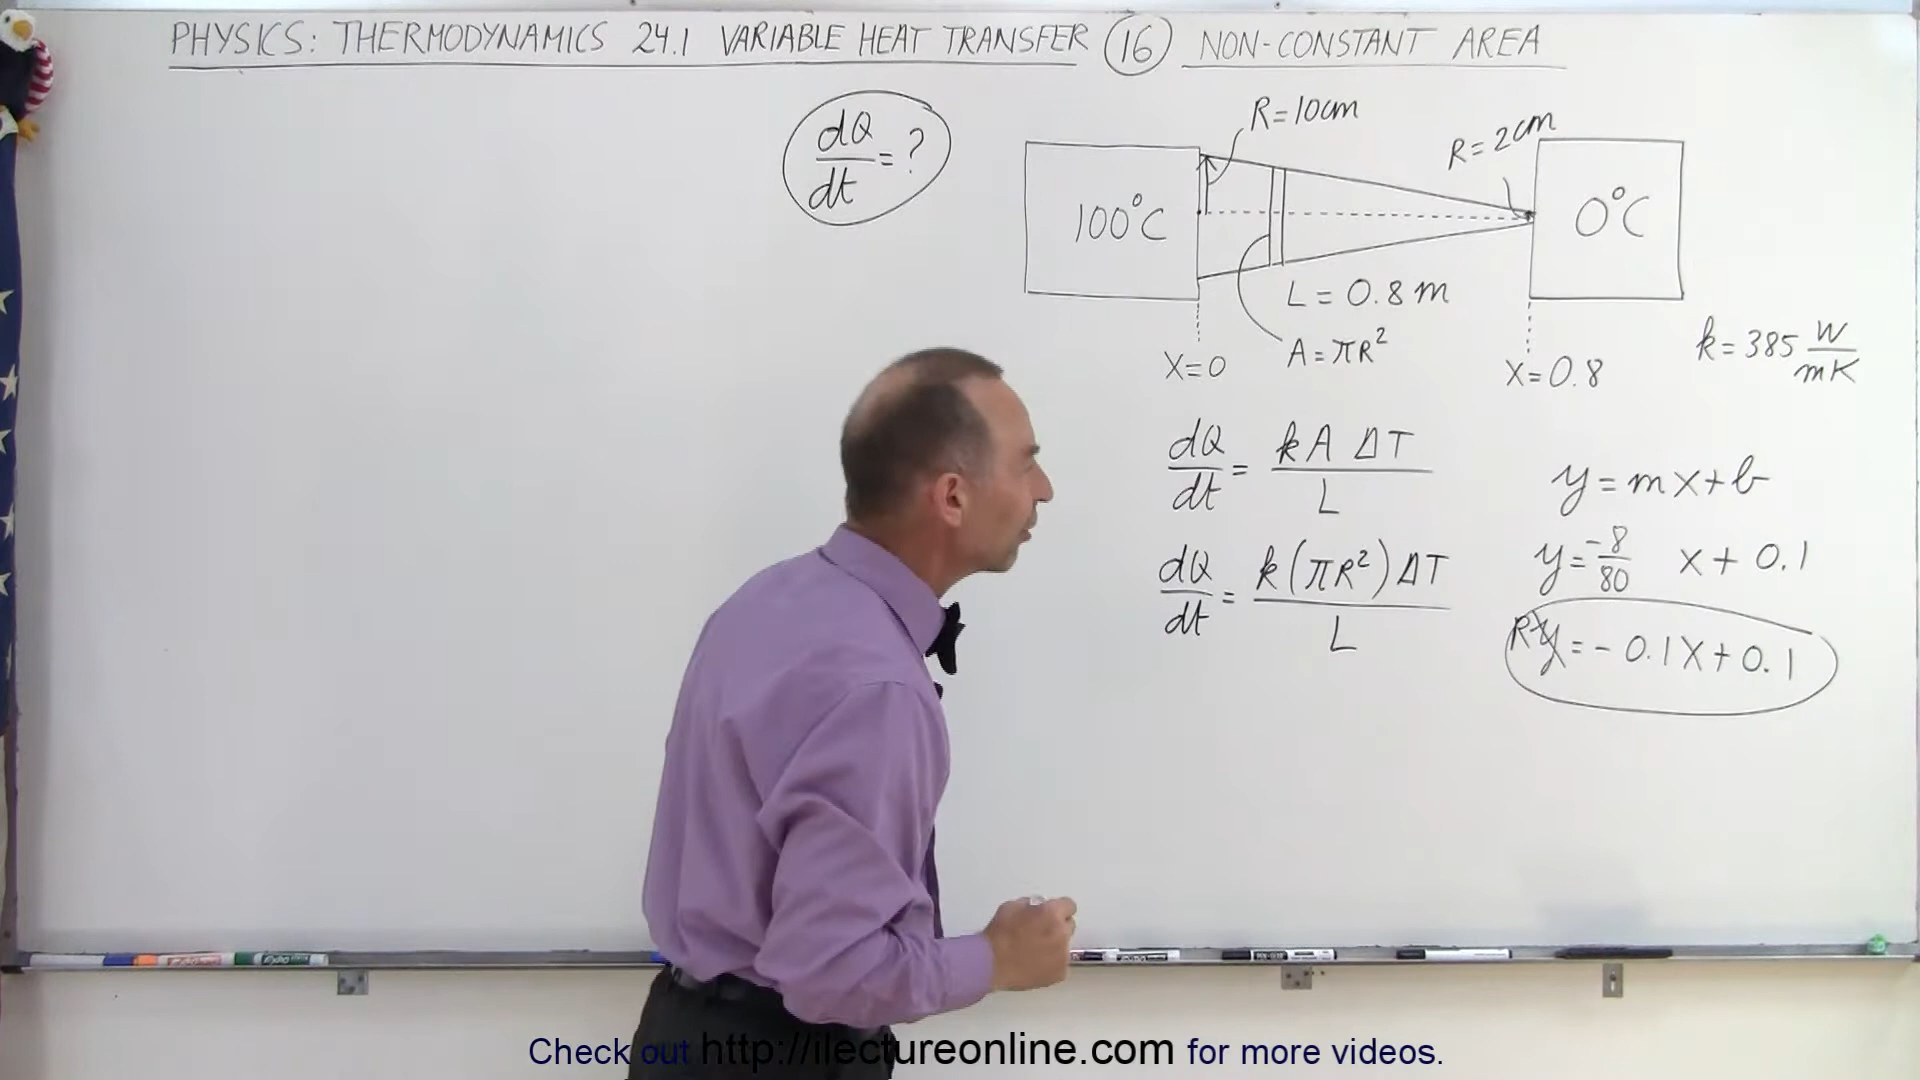 PHYSICS: THERMODYNAMICS 24.1 VARIABLE HEAT TRANSFER 16 NON-CONSTANT AREA
dQ/dt = ?
R = 10cm
R = 2cm
100°C
0°C
L = 0.8 m
A = πR²
X=0
X=0.8
k = 385 W/mK
dQ/dt = kA ΔT/L
dQ/dt = k(πR²)ΔT/L
y = mx + b
y = -8/80 x + 0.1
R y = -0.1X + 0.1
EXPO
Check out http://ilectureonline.com for more videos.